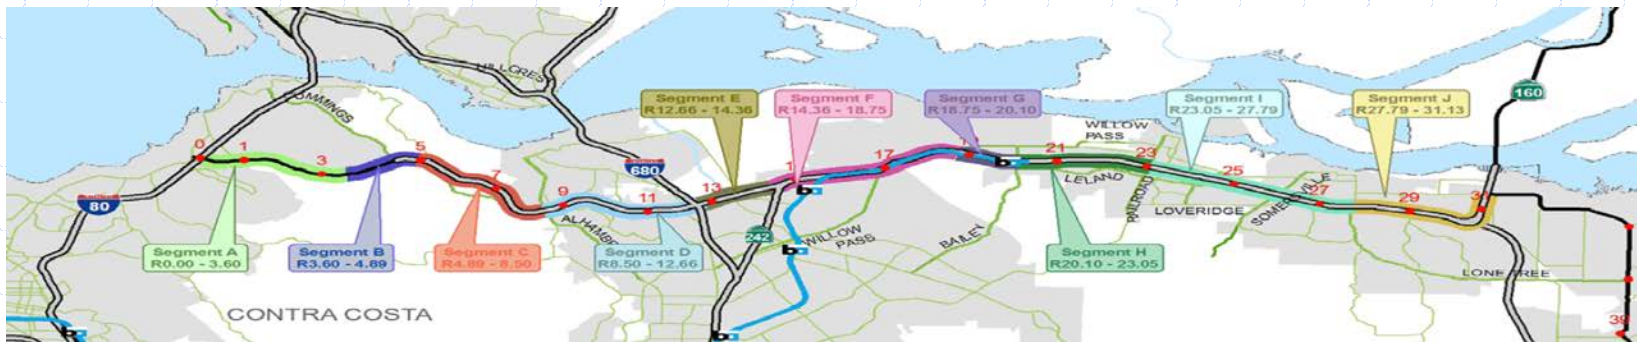 HILLCRES
CUMMINGS
160
Segment E
R12.66 - 14.36
Segment F
R14.36 - 18.75
Segment G
R18.75 - 20.10
Segment I
R23.05 - 27.79
Segment J
R27.79 - 31.13
WILLOW
PASS
0
1
3
5
7
9
11
13
17
21
23
25
27
29
680
80
242
LELAND
RAILROAD
LOVERIDGE
SOMERSVILLE
ALHAMB
WILLOW
PASS
BAILEY
Segment A
R0.00 - 3.60
Segment B
R3.60 - 4.89
Segment C
R4.89 - 8.50
Segment D
R8.50 - 12.66
Segment H
R20.10 - 23.05
LONE TREE
CONTRA COSTA
39